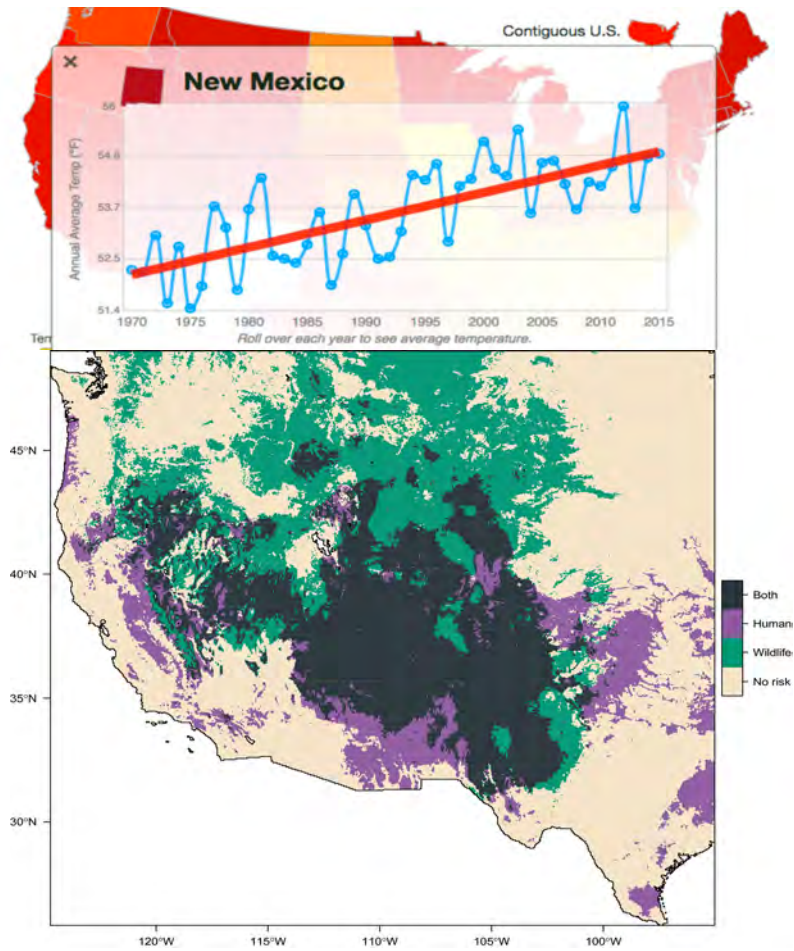 Contiguous U.S.
×
New Mexico
Annual Average Temp (°F)
56
54.8
53.7
52.5
51.4
1970 1975 1980 1985 1990 1995 2000 2005 2010 2015
Roll over each year to see average temperature.
45°N
40°N
35°N
30°N
120°W 115°W 110°W 105°W 100°W
Both
Human
Wildlife
No risk